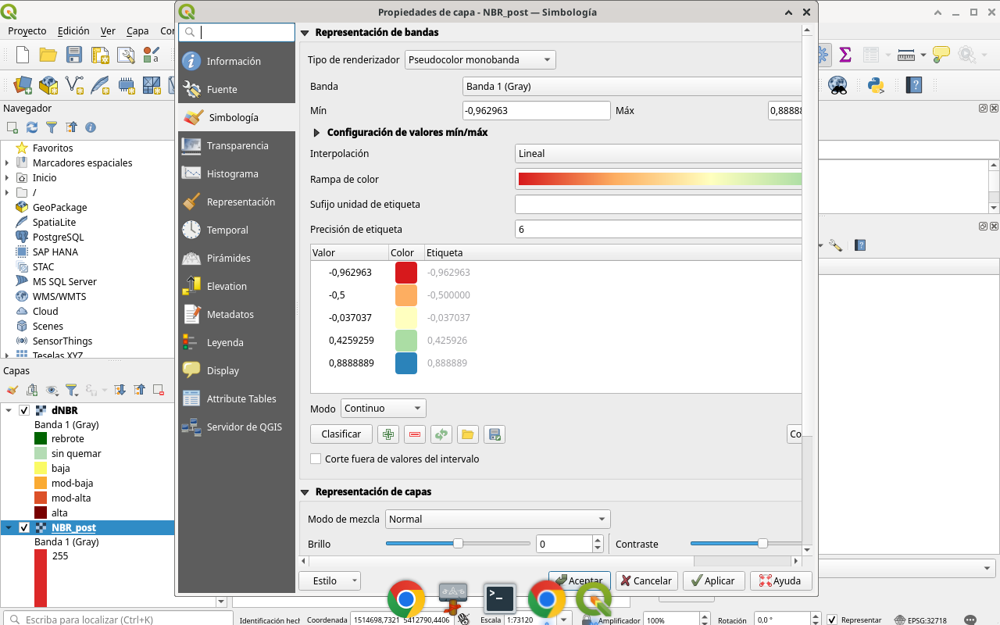 Propiedades de capa - NBR_post — Simbología
Proyecto Edición Ver Capa
Representación de bandas
Tipo de renderizador Pseudocolor monobanda
Banda Banda 1 (Gray)
Mín -0,962963 Máx 0,8888
Configuración de valores mín/máx
Interpolación Lineal
Rampa de color
Sufijo unidad de etiqueta
Precisión de etiqueta 6
Valor Color Etiqueta
-0,962963 -0,962963
-0,5 -0,500000
-0,037037 -0,037037
0,4259259 0,425926
0,8888889 0,888889
Modo Continuo
Clasificar
Corte fuera de valores del intervalo
Representación de capas
Modo de mezcla Normal
Brillo 0 Contraste
Estilo Aceptar Cancelar Aplicar Ayuda
Información
Fuente
Simbología
Transparencia
Histograma
Representación
Temporal
Pirámides
Elevation
Metadatos
Leyenda
Display
Attribute Tables
Servidor de QGIS
Navegador
Favoritos
Marcadores espaciales
Inicio
/
GeoPackage
SpatiaLite
PostgreSQL
SAP HANA
STAC
MS SQL Server
WMS/WMTS
Cloud
Scenes
SensorThings
Teselas XYZ
Capas
dNBR
Banda 1 (Gray)
rebrote
sin quemar
baja
mod-baja
mod-alta
alta
NBR_post
Banda 1 (Gray)
255
Escriba para localizar (Ctrl+K) Identificación hech Coordenada 1514698,7321 5412790,4406 Escala 1:73120 Amplificador 100% Rotación 0,0 ° Representar EPSG:32718